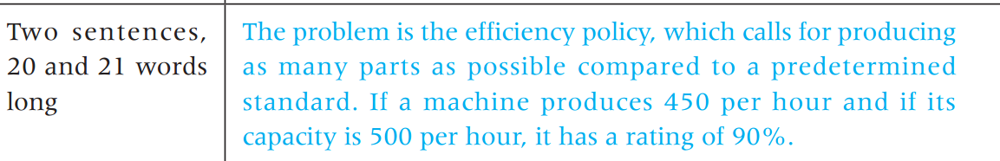 Two sentences,
20 and 21 words
long
The problem is the efficiency policy, which calls for producing
as many parts as possible compared to a predetermined
standard. If a machine produces 450 per hour and if its
capacity is 500 per hour, it has a rating of 90%.